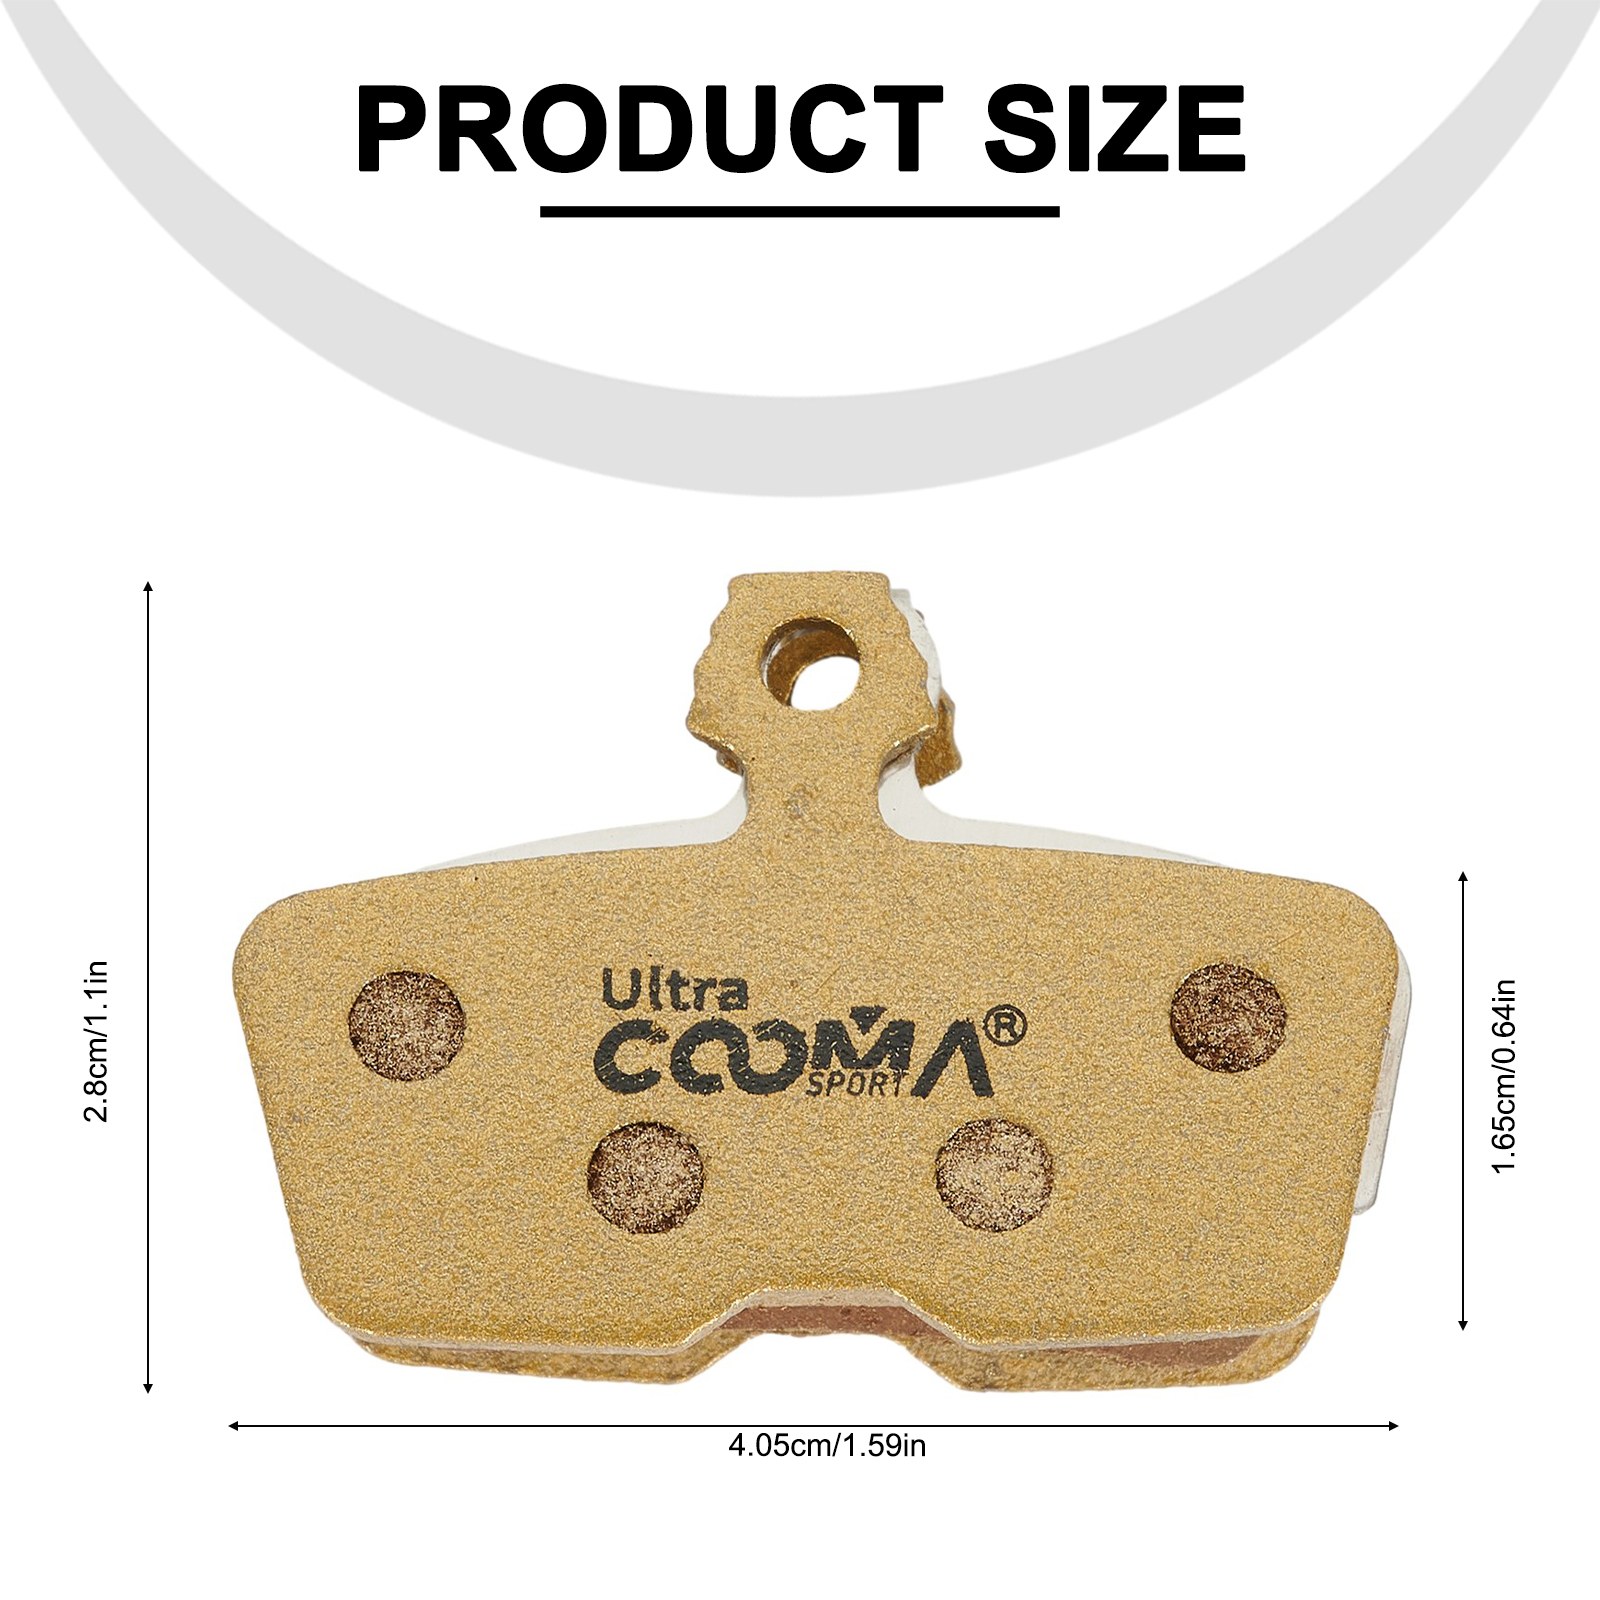 PRODUCT SIZE
2.8cm/1.1in
Ultra
COOMA®
SPORT
1.65cm/0.64in
4.05cm/1.59in